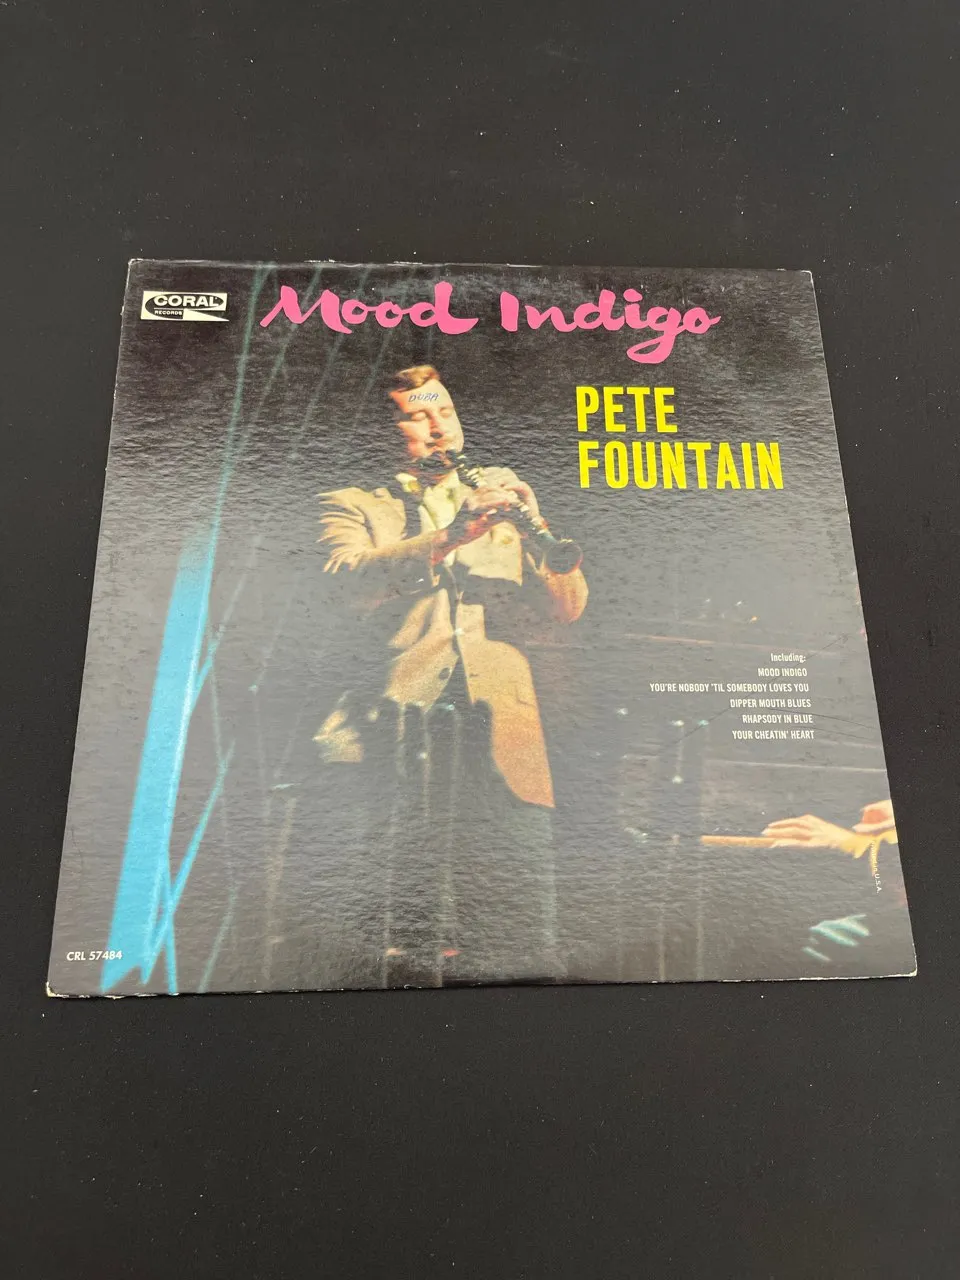 CORAL
RECORDS
Mood Indigo
PETE
FOUNTAIN
DOBA
Including:
MOOD INDIGO
YOU'RE NOBODY 'TIL SOMEBODY LOVES YOU
DIPPER MOUTH BLUES
RHAPSODY IN BLUE
YOUR CHEATIN' HEART
U.S.A.
CRL 57484